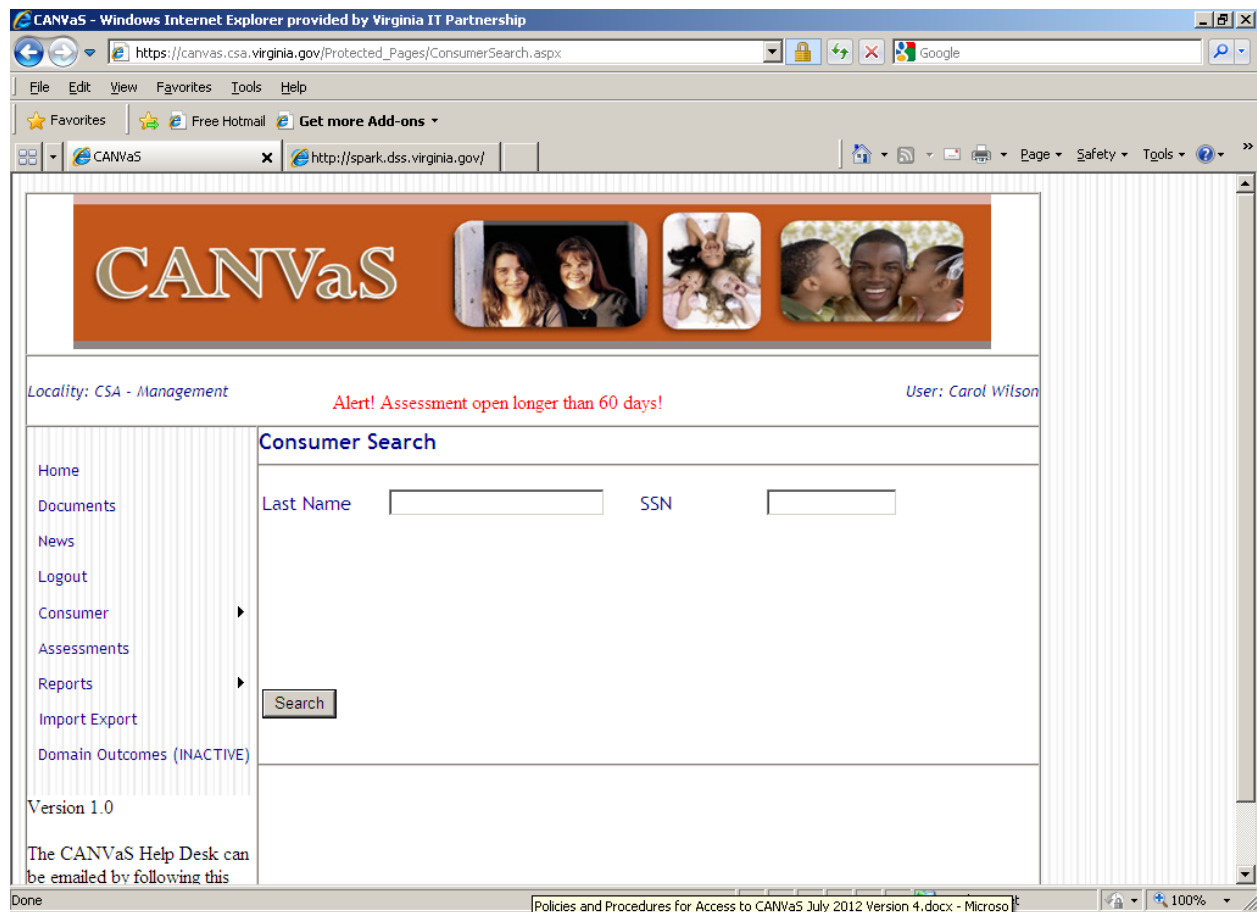 CANVaS - Windows Internet Explorer provided by Virginia IT Partnership
https://canvas.csa.virginia.gov/Protected_Pages/ConsumerSearch.aspx
Google
File Edit View Favorites Tools Help
Favorites Free Hotmail Get more Add-ons
CANVaS http://spark.dss.virginia.gov/ Page Safety Tools
CANVaS
Locality: CSA - Management
Alert! Assessment open longer than 60 days!
User: Carol Wilson
Consumer Search
Home
Documents
News
Logout
Consumer
Assessments
Reports
Import Export
Domain Outcomes (INACTIVE)
Last Name SSN
Search
Version 1.0
The CANVaS Help Desk can
be emailed by following this
Done
Policies and Procedures for Access to CANVaS July 2012 Version 4.docx - Microso
100%